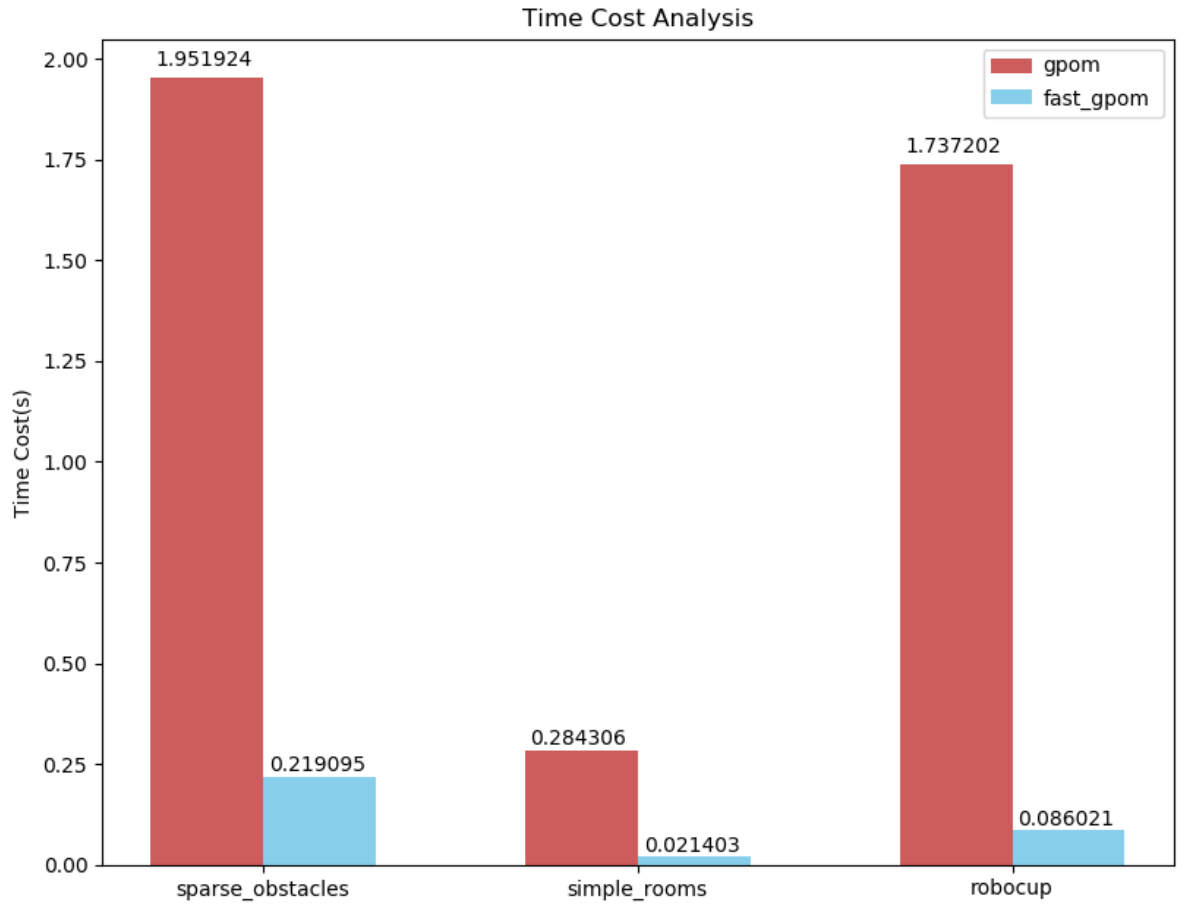 Time Cost Analysis
gpom
fast_gpom
Time Cost(s)
2.00
1.75
1.50
1.25
1.00
0.75
0.50
0.25
0.00
1.951924
0.219095
0.284306
0.021403
1.737202
0.086021
sparse_obstacles
simple_rooms
robocup